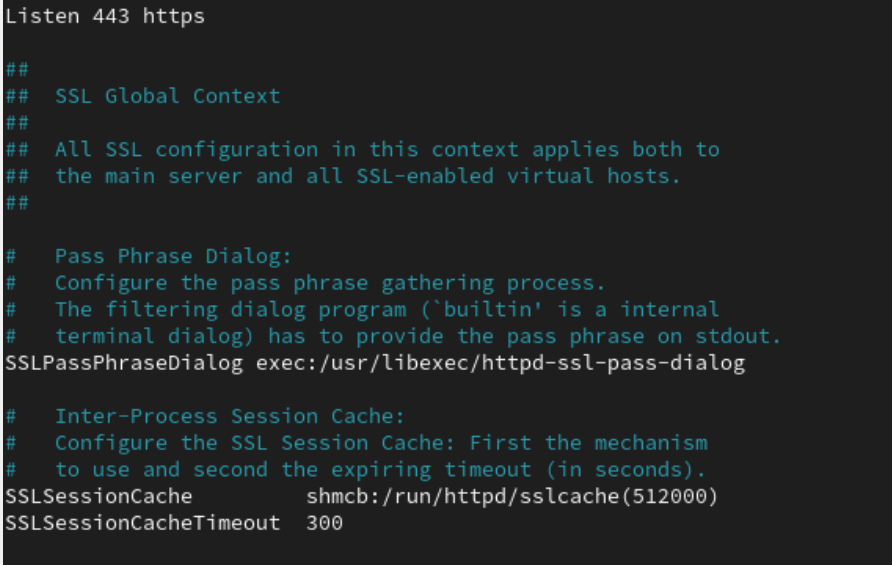 Listen 443 https
##
##  SSL Global Context
##
##  All SSL configuration in this context applies both to
##  the main server and all SSL-enabled virtual hosts.
##
#   Pass Phrase Dialog:
#   Configure the pass phrase gathering process.
#   The filtering dialog program (`builtin' is a internal
#   terminal dialog) has to provide the pass phrase on stdout.
SSLPassPhraseDialog exec:/usr/libexec/httpd-ssl-pass-dialog
#   Inter-Process Session Cache:
#   Configure the SSL Session Cache: First the mechanism
#   to use and second the expiring timeout (in seconds).
SSLSessionCache         shmcb:/run/httpd/sslcache(512000)
SSLSessionCacheTimeout  300